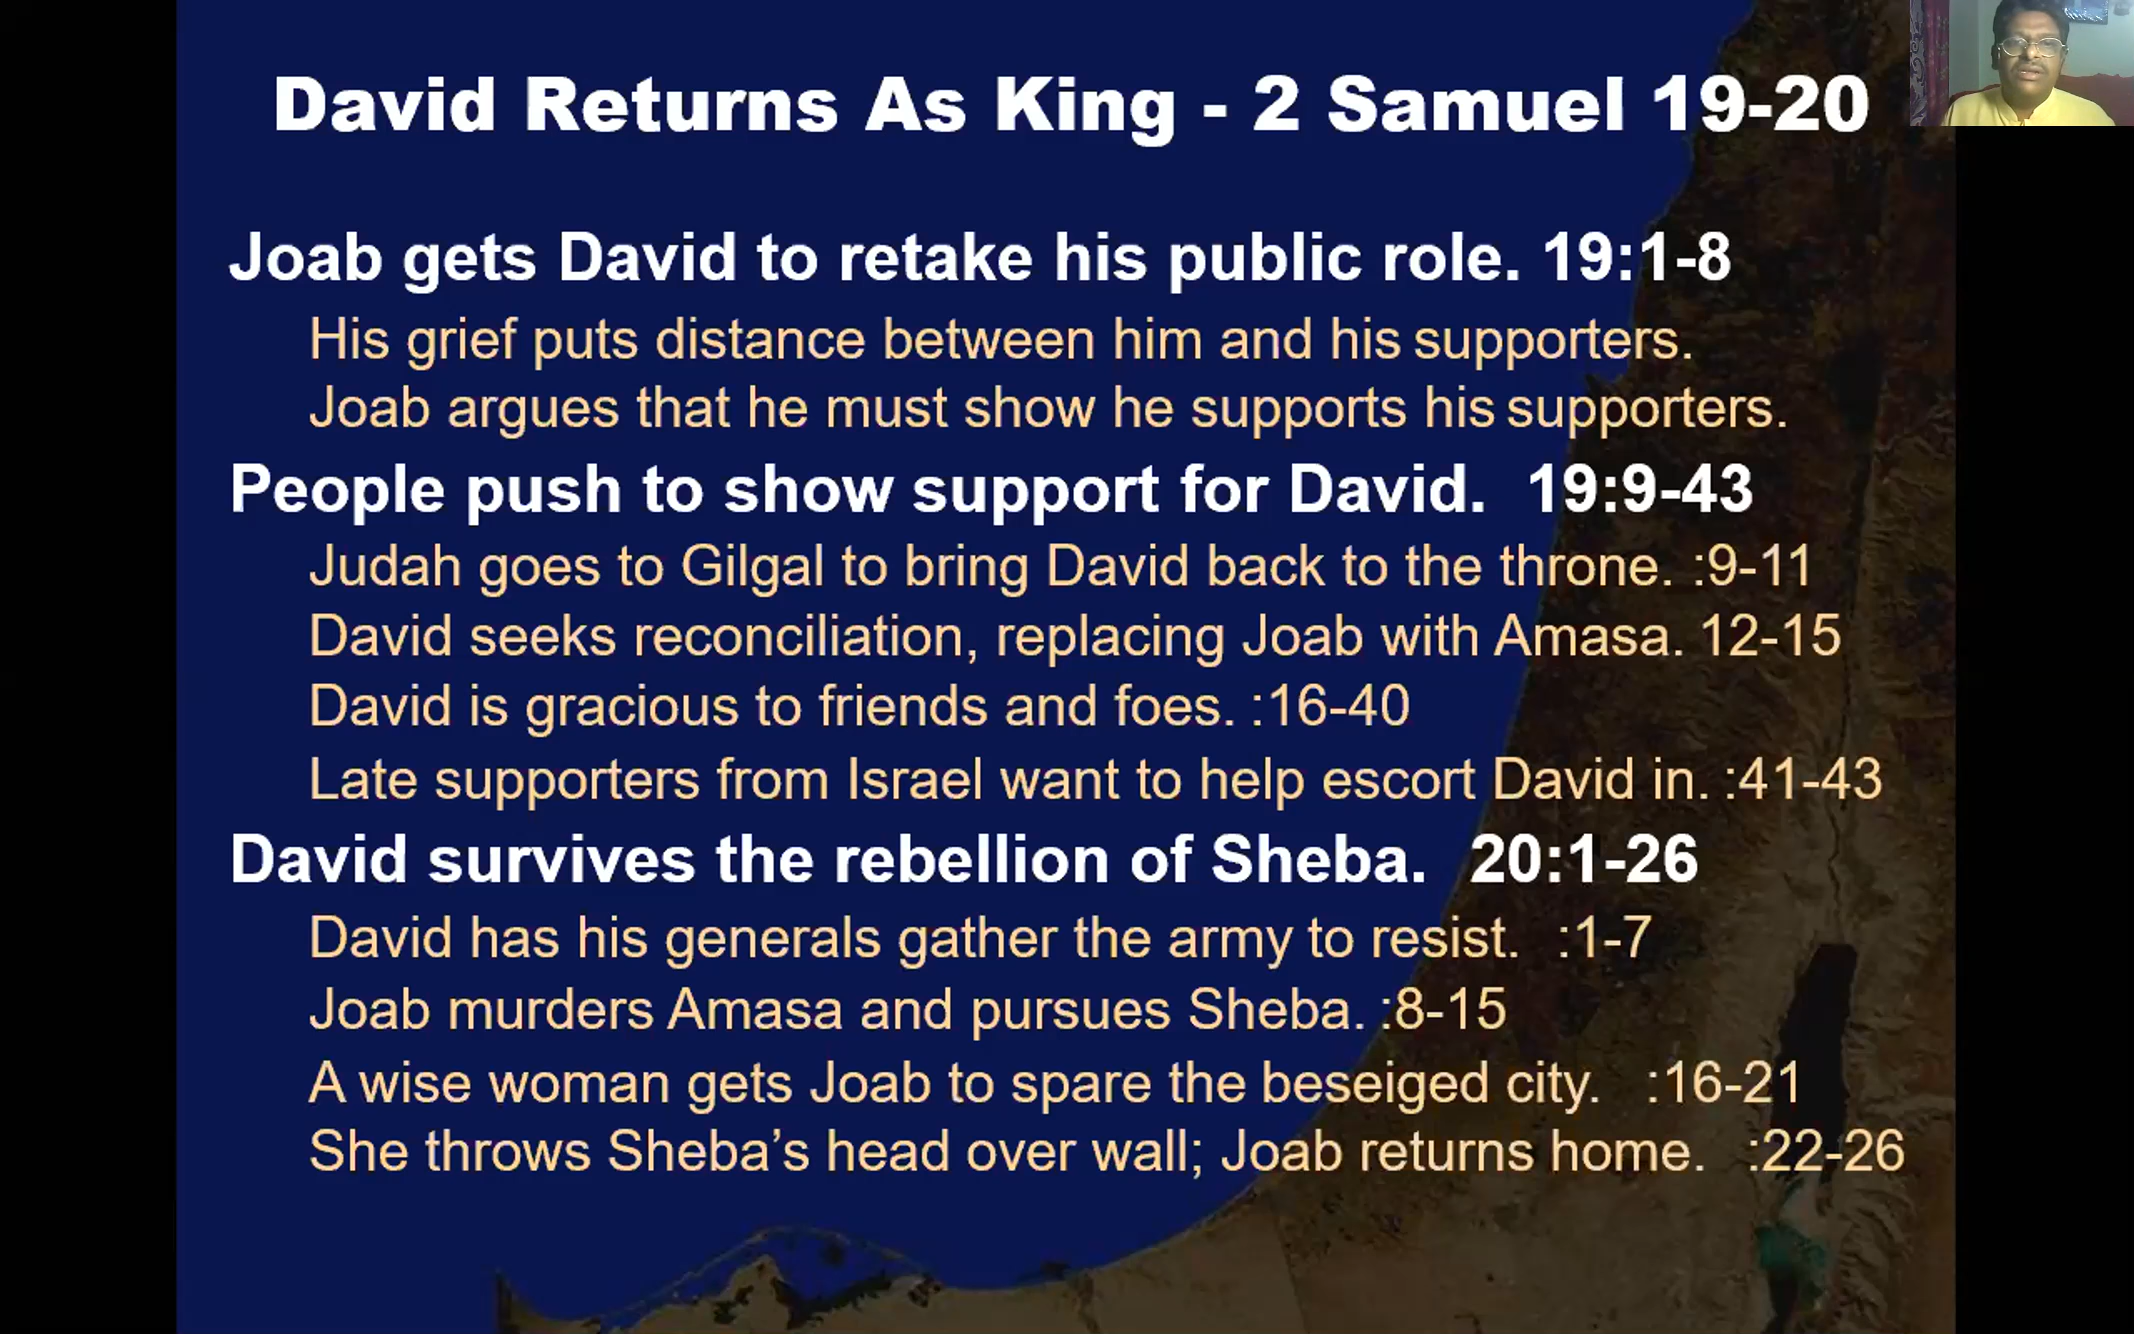 David Returns As King - 2 Samuel 19-20
Joab gets David to retake his public role. 19:1-8
His grief puts distance between him and his supporters.
Joab argues that he must show he supports his supporters.
People push to show support for David. 19:9-43
Judah goes to Gilgal to bring David back to the throne. :9-11
David seeks reconciliation, replacing Joab with Amasa. 12-15
David is gracious to friends and foes. :16-40
Late supporters from Israel want to help escort David in. :41-43
David survives the rebellion of Sheba. 20:1-26
David has his generals gather the army to resist. :1-7
Joab murders Amasa and pursues Sheba. :8-15
A wise woman gets Joab to spare the beseiged city. :16-21
She throws Sheba’s head over wall; Joab returns home. :22-26